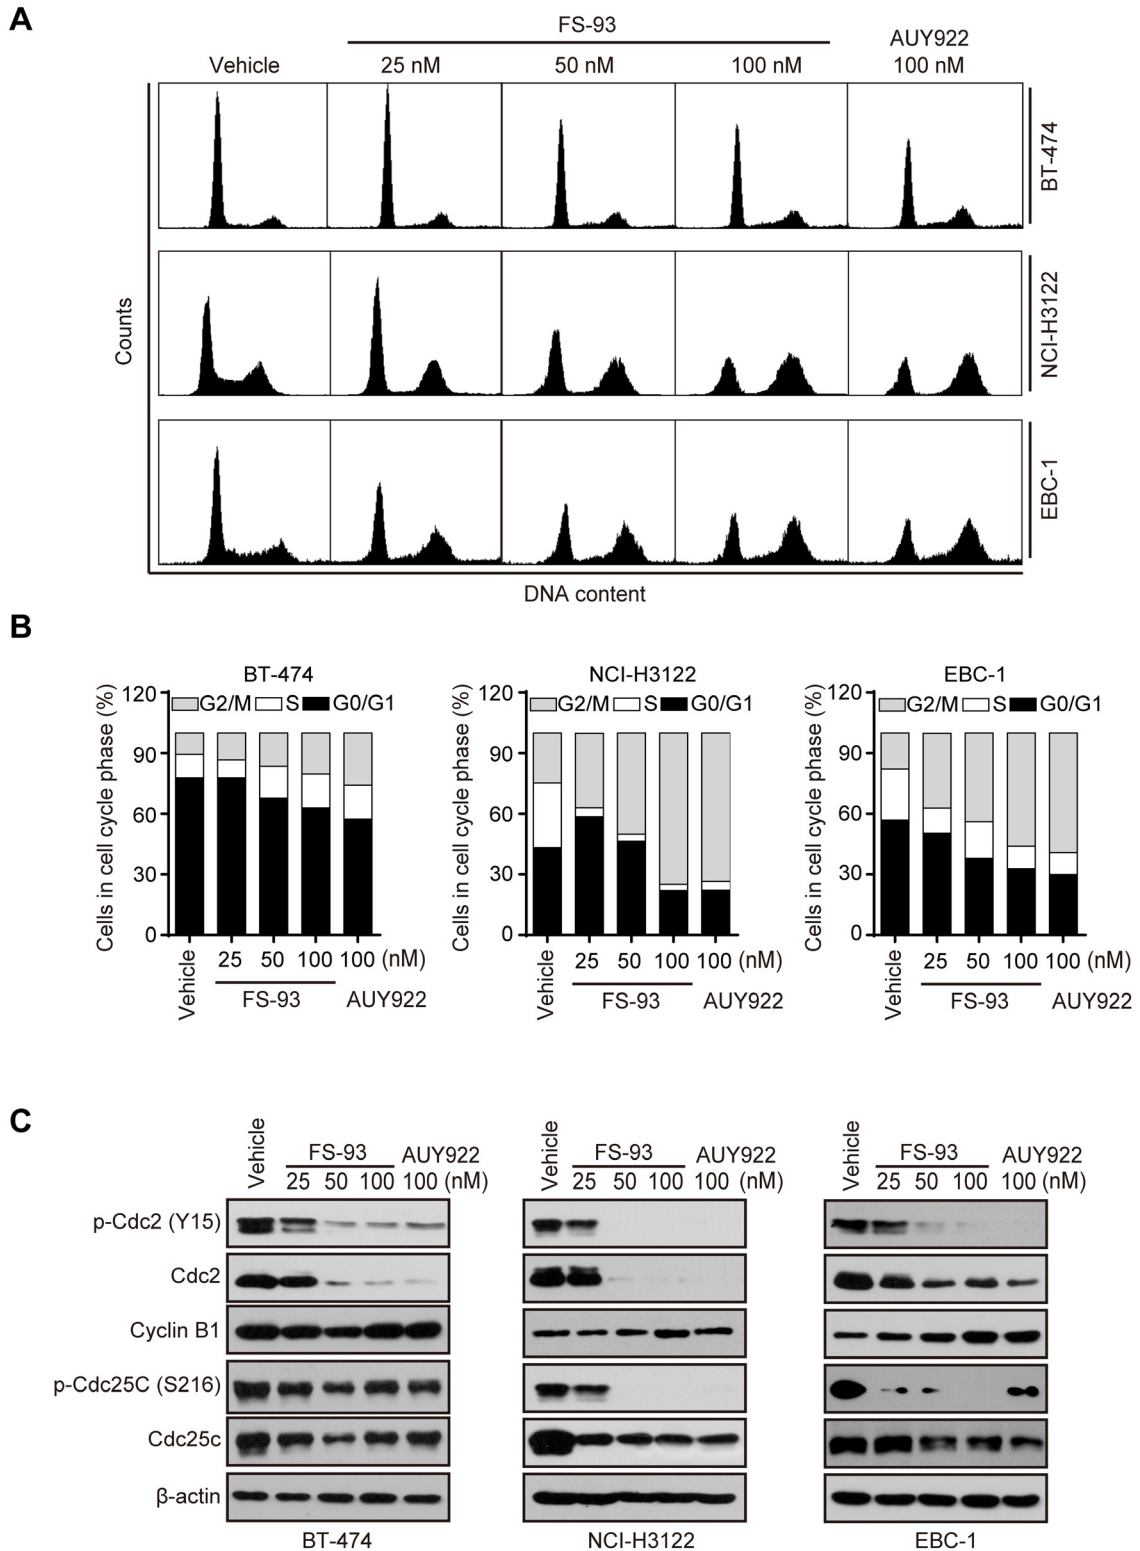 A
FS-93
AUY922
Vehicle 25 nM 50 nM 100 nM 100 nM
BT-474
NCI-H3122
EBC-1
Counts
DNA content
B
BT-474
Cells in cell cycle phase (%)
120
90
60
30
0
G2/M S G0/G1
Vehicle 25 50 100 100 (nM)
FS-93 AUY922
NCI-H3122
Cells in cell cycle phase (%)
120
90
60
30
0
G2/M S G0/G1
Vehicle 25 50 100 100 (nM)
FS-93 AUY922
EBC-1
Cells in cell cycle phase (%)
120
90
60
30
0
G2/M S G0/G1
Vehicle 25 50 100 100 (nM)
FS-93 AUY922
C
Vehicle FS-93 AUY922 Vehicle FS-93 AUY922 Vehicle FS-93 AUY922
25 50 100 100 (nM) 25 50 100 100 (nM) 25 50 100 100 (nM)
p-Cdc2 (Y15)
Cdc2
Cyclin B1
p-Cdc25C (S216)
Cdc25c
β-actin
BT-474 NCI-H3122 EBC-1